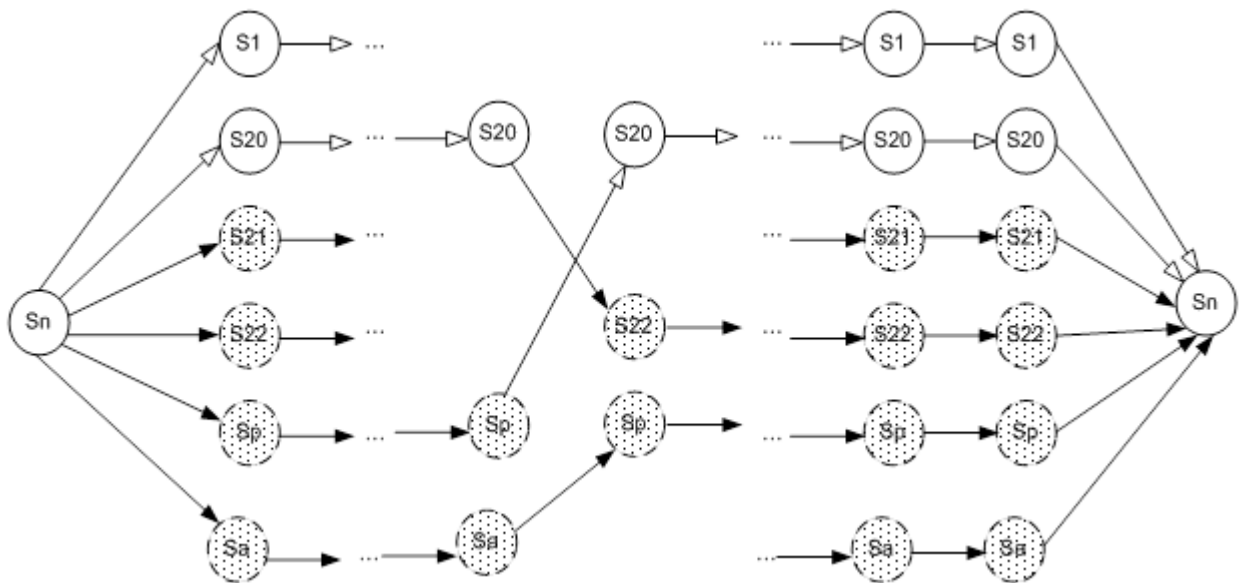 S1 ... ... S1 S1
S20 ... S20 S20 ... S20 S20
S21 ... ... S21 S21
Sn S22 ... S22 ... S22 S22 Sn
Sp ... Sp Sp ... Sp Sp
Sa ... Sa ... Sa Sa